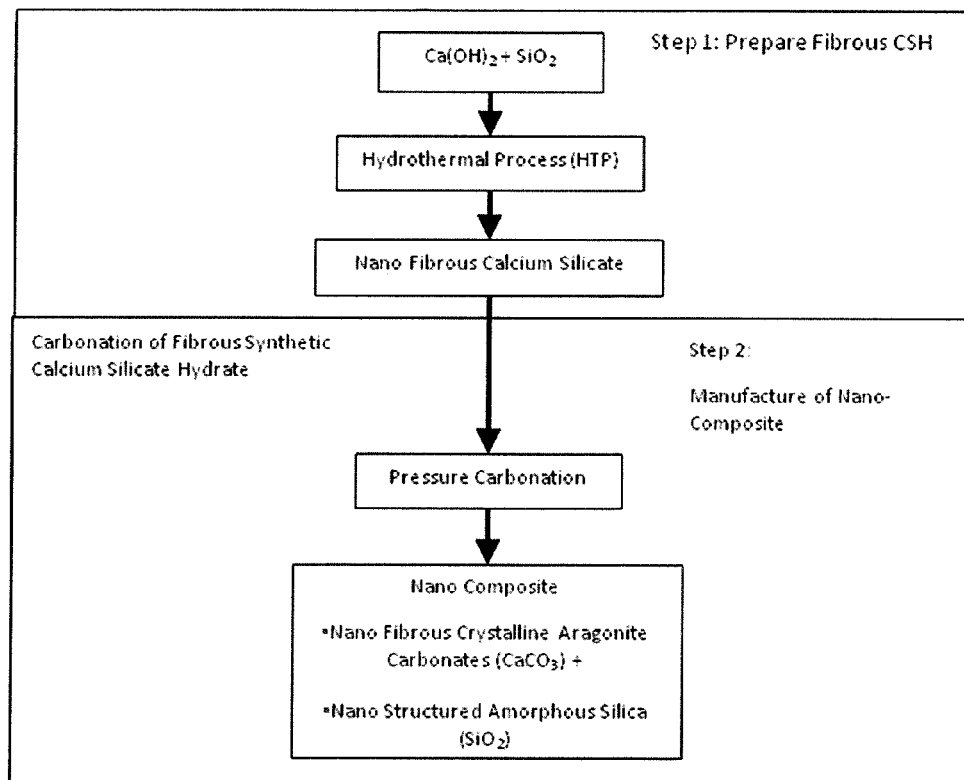 Step 1: Prepare Fibrous CSH
Ca(OH)₂ + SiO₂
Hydrothermal Process (HTP)
Nano Fibrous Calcium Silicate
Carbonation of Fibrous Synthetic
Calcium Silicate Hydrate
Step 2:
Manufacture of Nano-
Composite
Pressure Carbonation
Nano Composite
▪Nano Fibrous Crystalline Aragonite
Carbonates (CaCO₃) +
▪Nano Structured Amorphous Silica
(SiO₂)